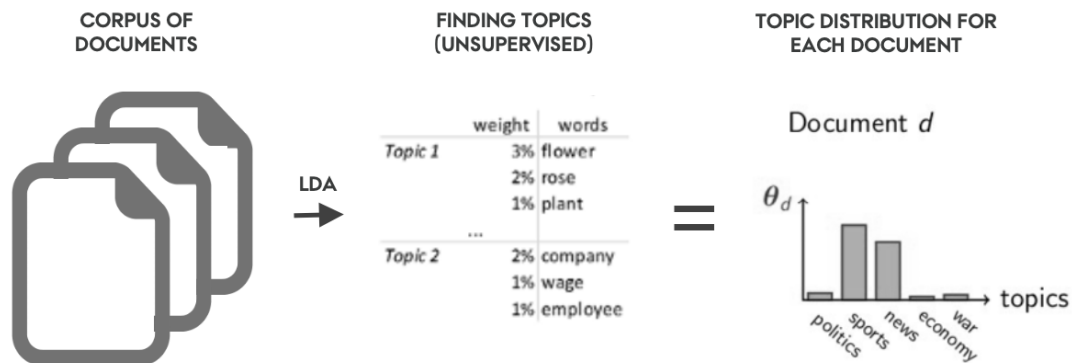 CORPUS OF
DOCUMENTS
LDA
FINDING TOPICS
(UNSUPERVISED)
weight words
Topic 1 3% flower
2% rose
1% plant
...
Topic 2 2% company
1% wage
1% employee
=
TOPIC DISTRIBUTION FOR
EACH DOCUMENT
Document d
θd
topics
politics
sports
news
economy
war